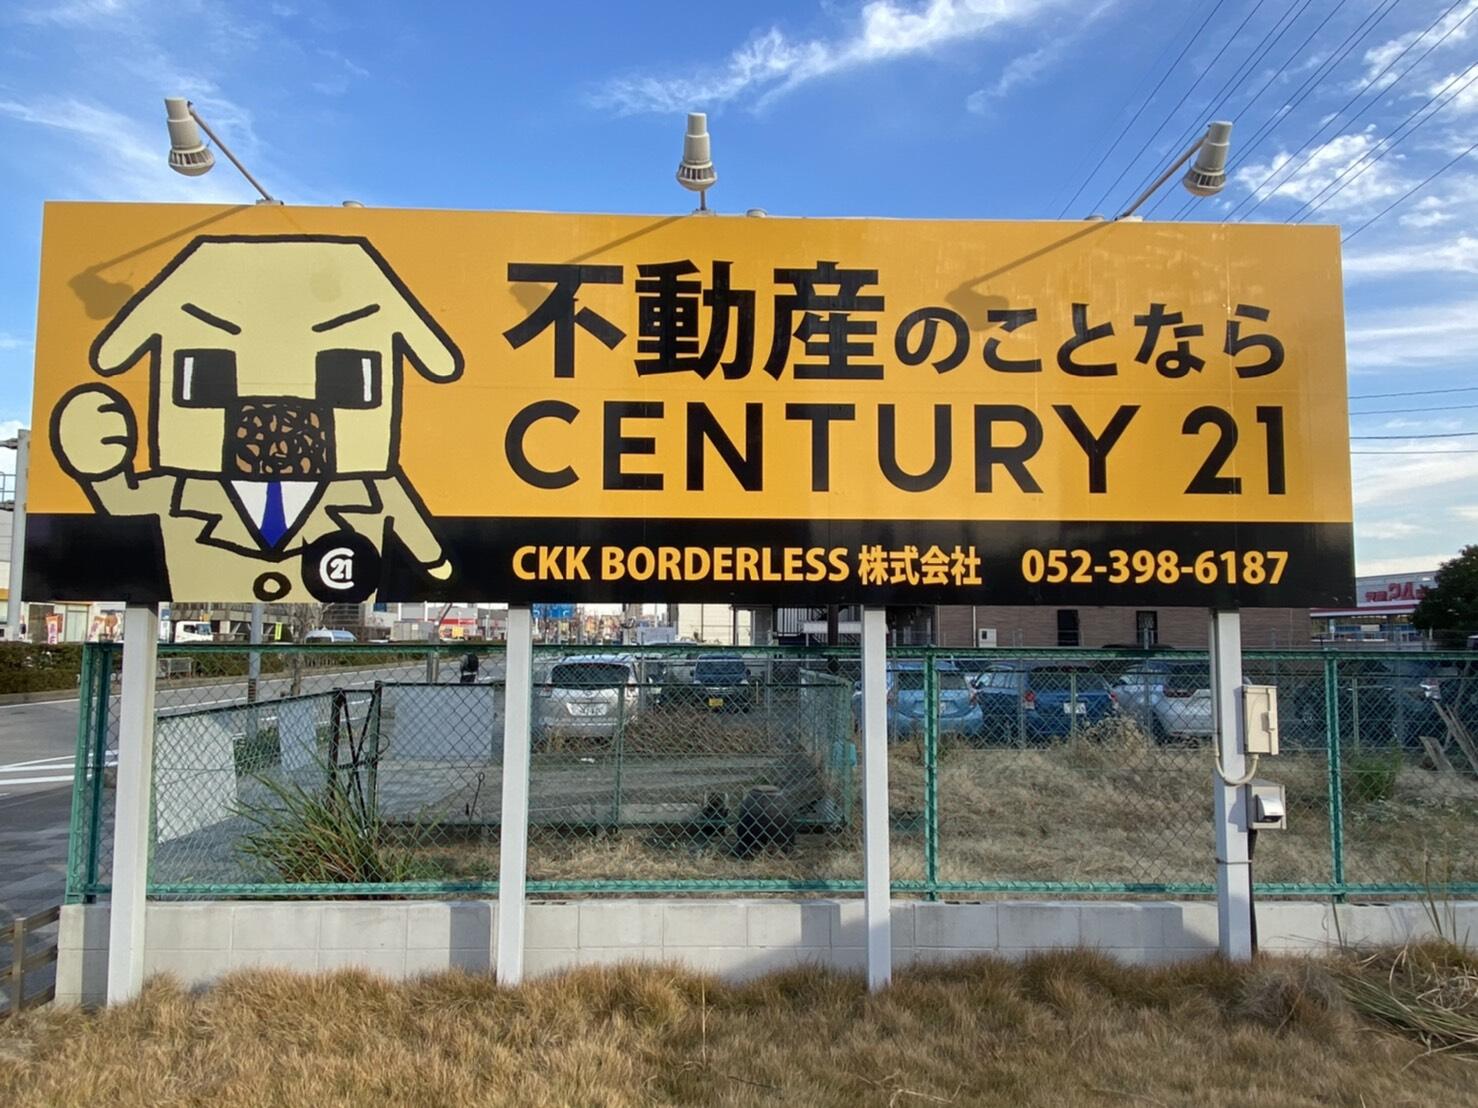 不動産のことなら
CENTURY 21
CKK BORDERLESS 株式会社 052-398-6187
C21